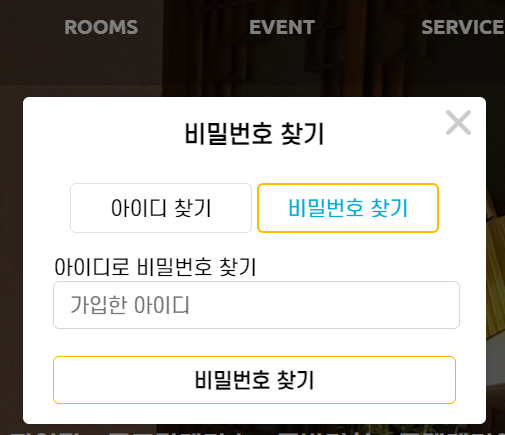 ROOMS EVENT SERVICE
비밀번호 찾기
아이디 찾기 비밀번호 찾기
아이디로 비밀번호 찾기
가입한 아이디
비밀번호 찾기